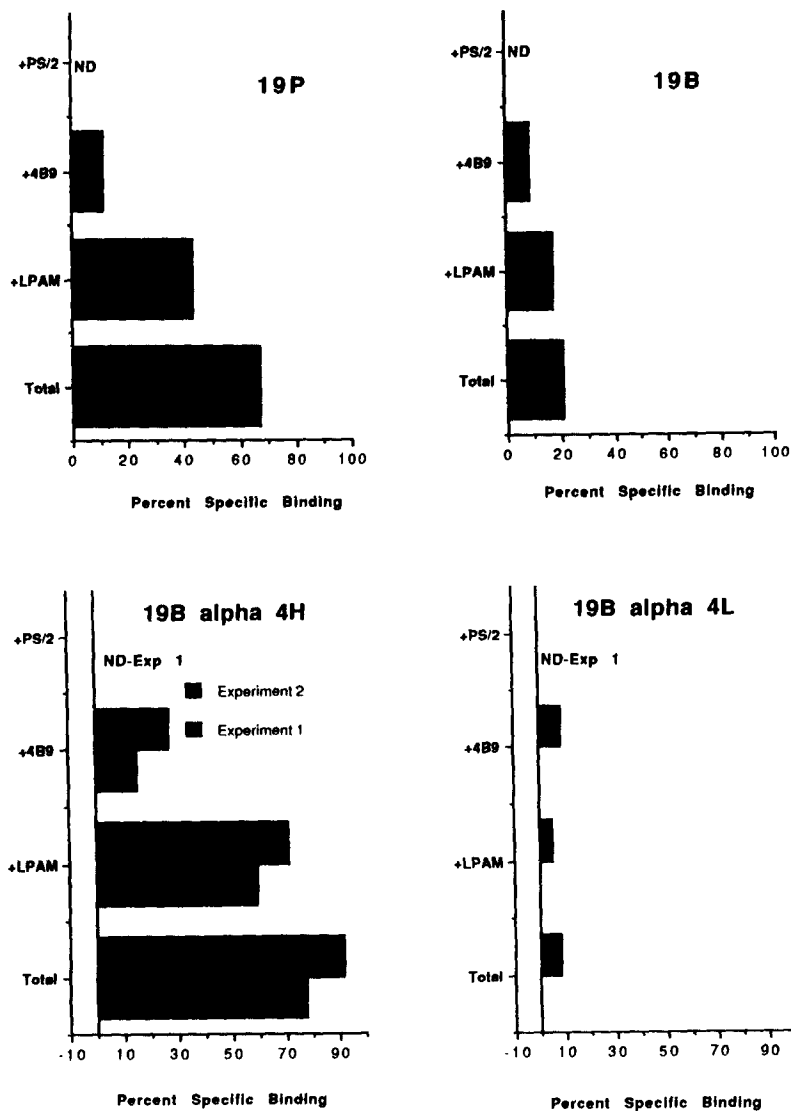 19P
+PS/2
ND
+4B9
+LPAM
Total
0 20 40 60 80 100
Percent Specific Binding
19B
+PS/2
ND
+4B9
+LPAM
Total
0 20 40 60 80 100
Percent Specific Binding
19B alpha 4H
+PS/2
ND-Exp 1
Experiment 2
Experiment 1
+4B9
+LPAM
Total
-10 10 30 50 70 90
Percent Specific Binding
19B alpha 4L
+PS/2
ND-Exp 1
+4B9
+LPAM
Total
-10 10 30 50 70 90
Percent Specific Binding